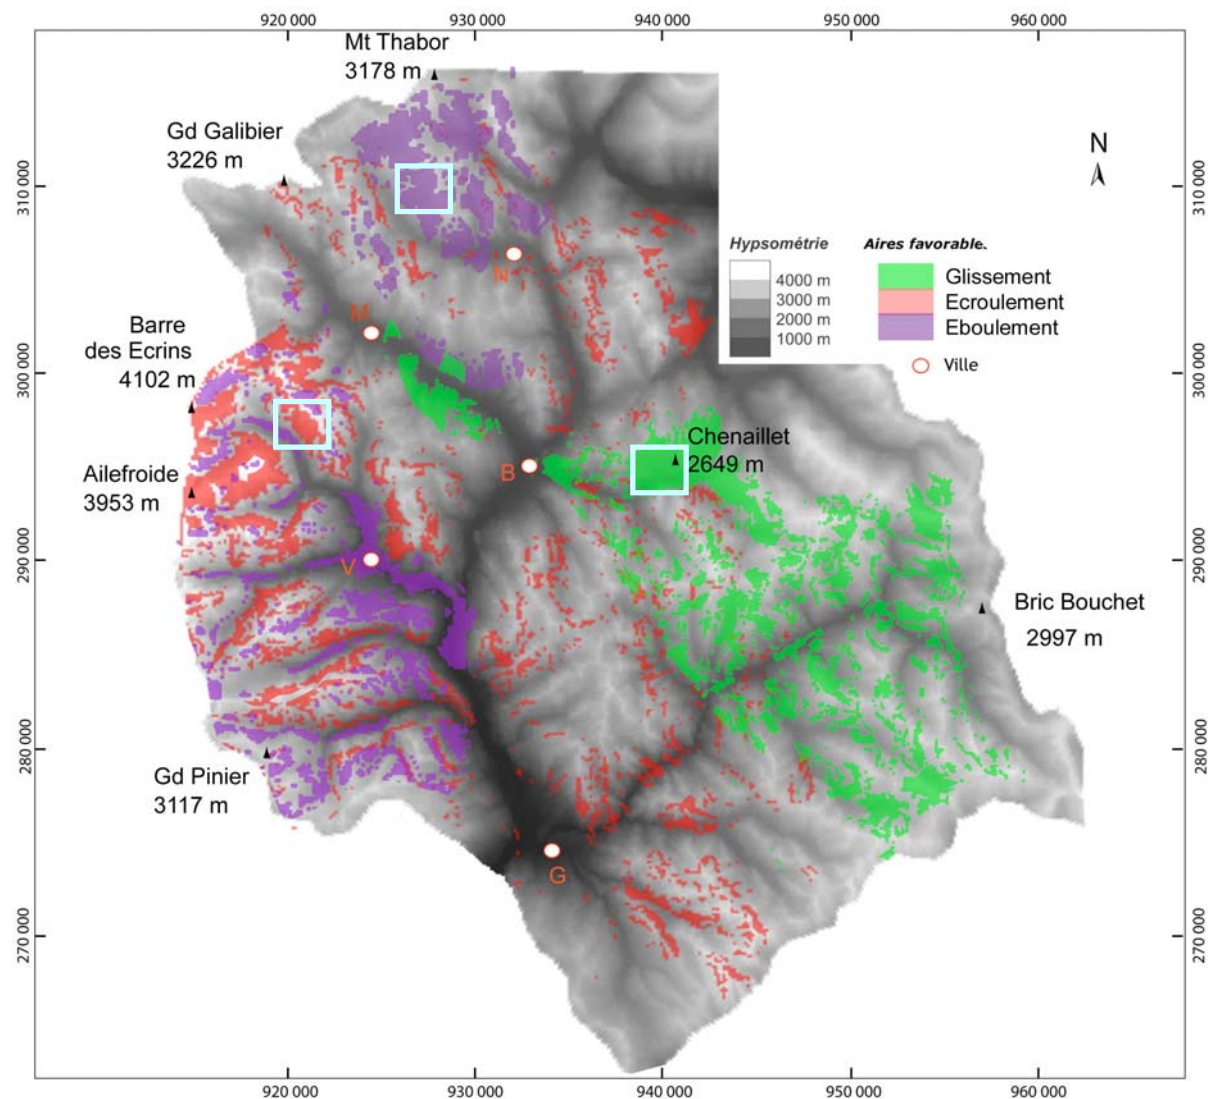 920 000 930 000 940 000 950 000 960 000
Mt Thabor
3178 m
Gd Galibier
3226 m
N
310 000
310 000
Hypsométrie
4000 m
3000 m
2000 m
1000 m
Aires favorable.
Glissement
Ecroulement
Eboulement
Ville
N
M
A
Barre
des Ecrins
4102 m
300 000
300 000
Chenaillet
2649 m
B
Ailefroide
3953 m
290 000
290 000
V
Bric Bouchet
2997 m
280 000
280 000
Gd Pinier
3117 m
G
270 000
270 000
920 000 930 000 940 000 950 000 960 000